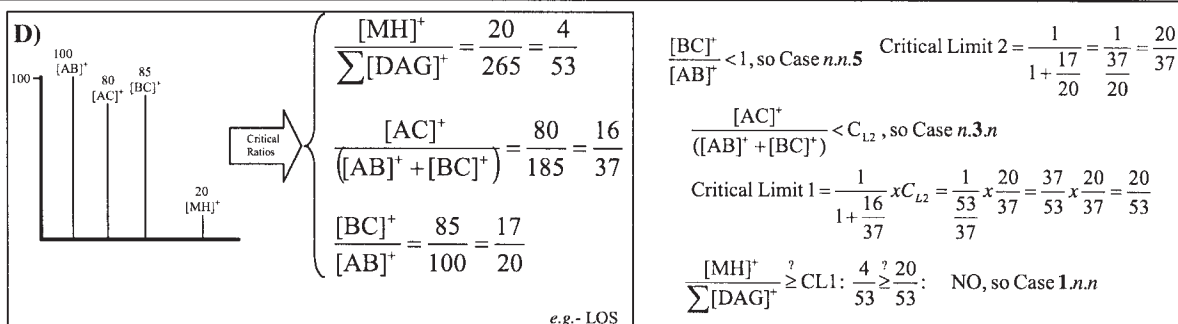 D)
100
[AB]⁺
85
[BC]⁺
80
[AC]⁺
100
20
[MH]⁺
Critical
Ratios
[MH]⁺ / ∑[DAG]⁺ = 20/265 = 4/53
[AC]⁺ / ([AB]⁺ + [BC]⁺) = 80/185 = 16/37
[BC]⁺ / [AB]⁺ = 85/100 = 17/20
e.g.- LOS
[BC]⁺ / [AB]⁺ < 1, so Case n.n.5 Critical Limit 2 = 1 / (1 + 17/20) = 1 / (37/20) = 20/37
[AC]⁺ / ([AB]⁺ + [BC]⁺) < C_L2 , so Case n.3.n
Critical Limit 1 = 1 / (1 + 16/37) x C_L2 = 1 / (53/37) x 20/37 = 37/53 x 20/37 = 20/53
[MH]⁺ / ∑[DAG]⁺ ≥? CL1: 4/53 ≥? 20/53: NO, so Case 1.n.n